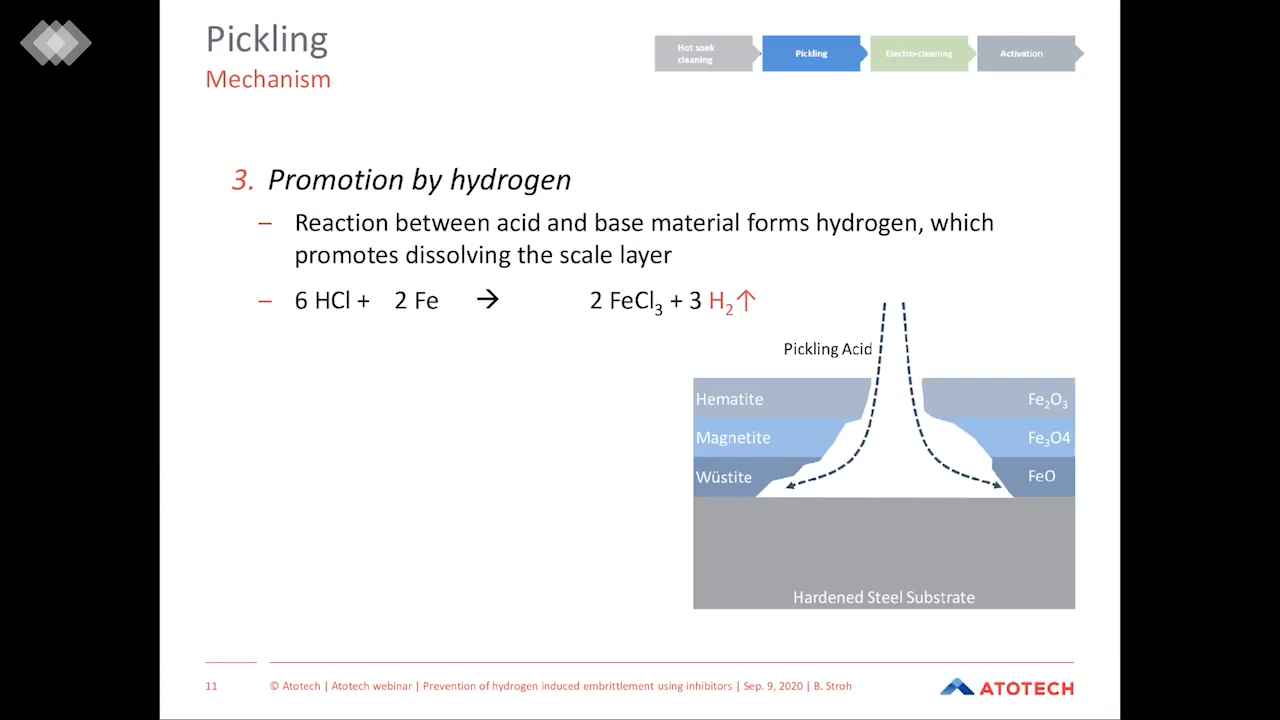 Pickling
Mechanism
Hot soak
cleaning
Pickling
Electro-cleaning
Activation
3. Promotion by hydrogen
– Reaction between acid and base material forms hydrogen, which
promotes dissolving the scale layer
– 6 HCl + 2 Fe → 2 FeCl₃ + 3 H₂↑
Pickling Acid
Hematite Fe₂O₃
Magnetite Fe₃O4
Wüstite FeO
Hardened Steel Substrate
11 © Atotech | Atotech webinar | Prevention of hydrogen induced embrittlement using inhibitors | Sep. 9, 2020 | B. Stroh
ATOTECH